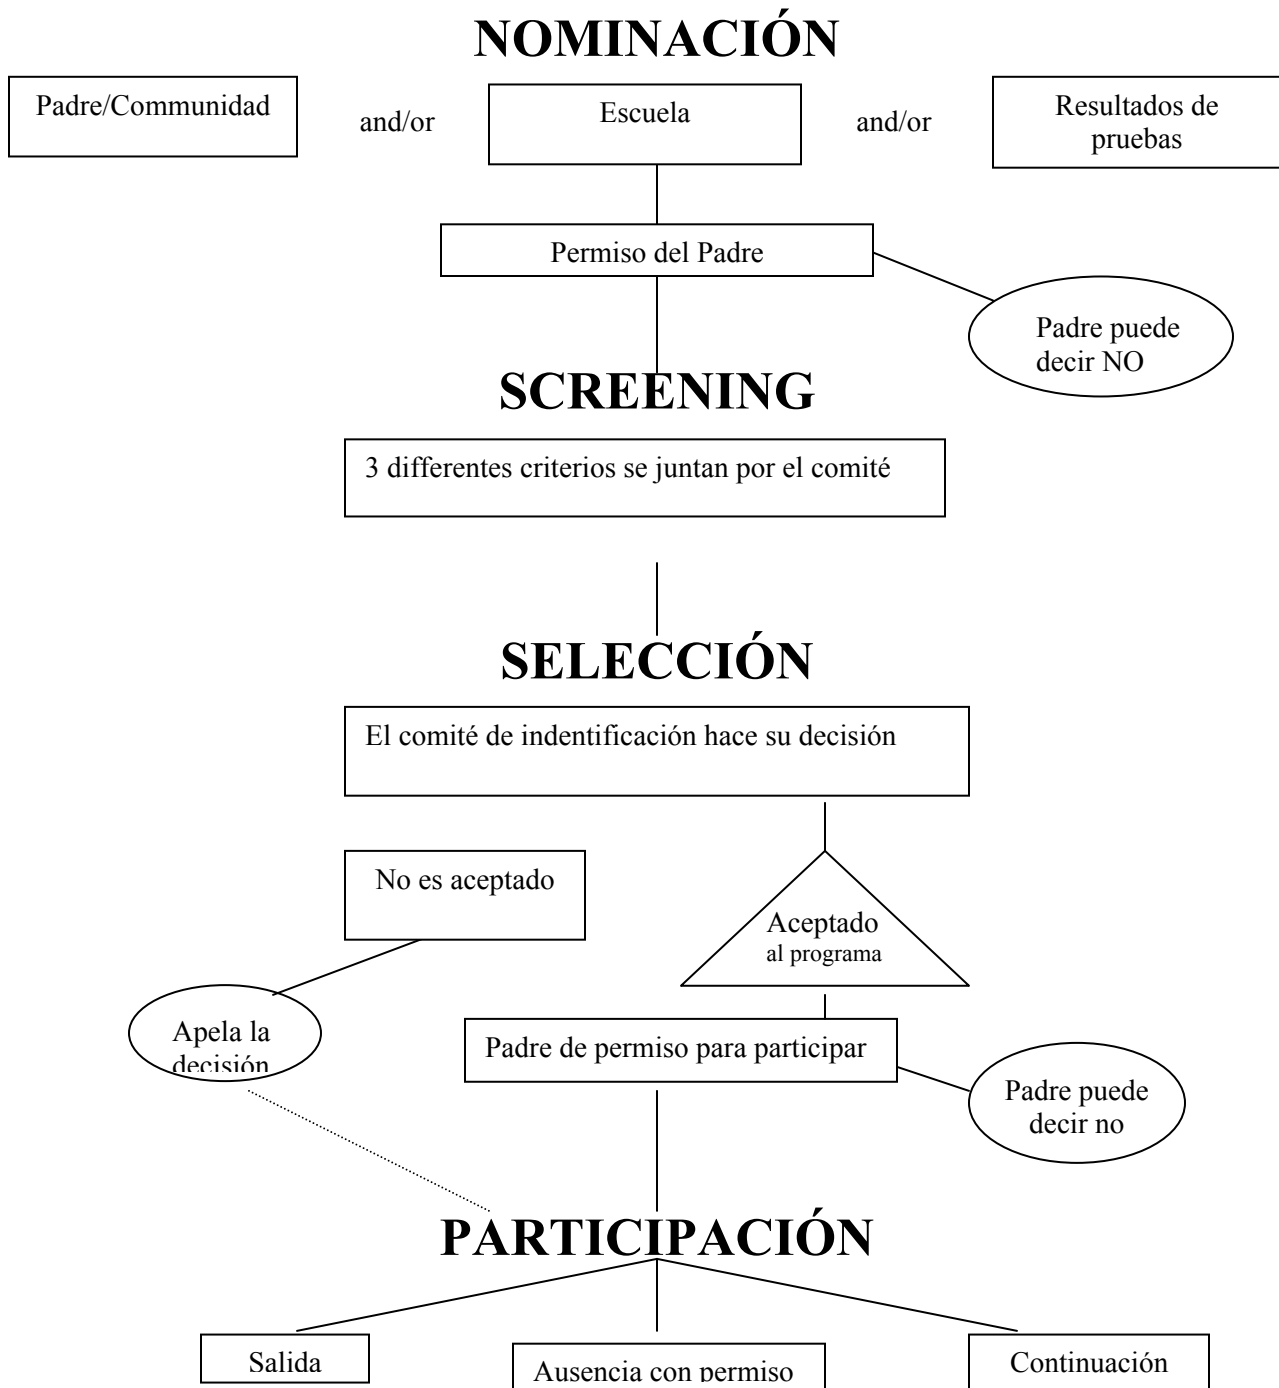 NOMINACIÓN
Padre/Communidad
and/or
Escuela
and/or
Resultados de
pruebas
Permiso del Padre
Padre puede
decir NO
SCREENING
3 differentes criterios se juntan por el comité
SELECCIÓN
El comité de indentificación hace su decisión
No es aceptado
Aceptado
al programa
Apela la
decisión
Padre de permiso para participar
Padre puede
decir no
PARTICIPACIÓN
Salida
Ausencia con permiso
Continuación